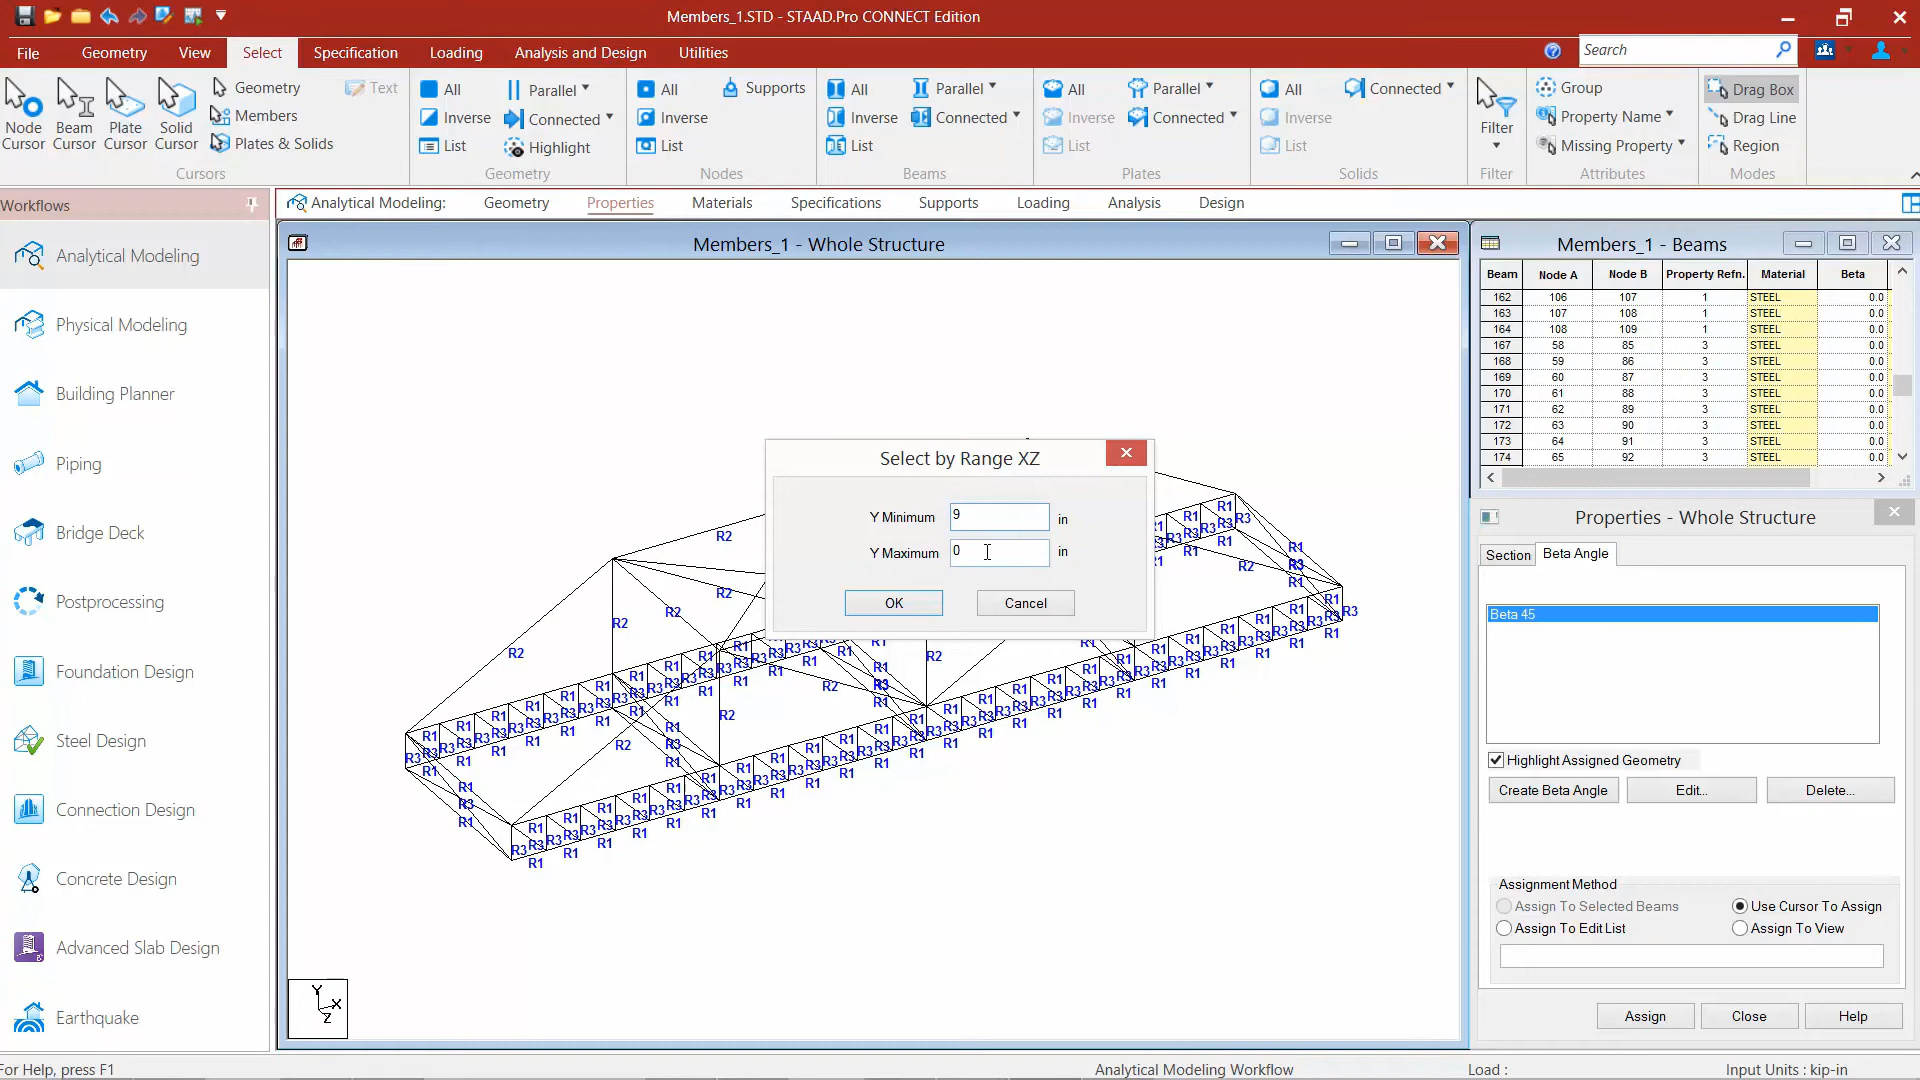 Members_1.STD - STAAD.Pro CONNECT Edition
File
Geometry
View
Select
Specification
Loading
Analysis and Design
Utilities
Search
Node Cursor
Beam Cursor
Plate Cursor
Solid Cursor
Geometry
Members
Plates & Solids
Text
Cursors
All
Inverse
List
Parallel
Connected
Highlight
Geometry
All
Inverse
List
Supports
Nodes
All
Inverse
List
Parallel
Connected
Beams
All
Inverse
List
Parallel
Connected
Plates
All
Inverse
List
Connected
Solids
Filter
Filter
Group
Property Name
Missing Property
Attributes
Drag Box
Drag Line
Region
Modes
Workflows
Analytical Modeling
Physical Modeling
Building Planner
Piping
Bridge Deck
Postprocessing
Foundation Design
Steel Design
Connection Design
Concrete Design
Advanced Slab Design
Earthquake
Analytical Modeling:
Geometry
Properties
Materials
Specifications
Supports
Loading
Analysis
Design
Members_1 - Whole Structure
Select by Range XZ
Y Minimum 9 in
Y Maximum 0 in
OK
Cancel
Y
X
Z
Members_1 - Beams
Beam Node A Node B Property Refn. Material Beta
162 106 107 1 STEEL 0.0
163 107 108 1 STEEL 0.0
164 108 109 1 STEEL 0.0
167 58 85 3 STEEL 0.0
168 59 86 3 STEEL 0.0
169 60 87 3 STEEL 0.0
170 61 88 3 STEEL 0.0
171 62 89 3 STEEL 0.0
172 63 90 3 STEEL 0.0
173 64 91 3 STEEL 0.0
174 65 92 3 STEEL 0.0
Properties - Whole Structure
Section
Beta Angle
Beta 45
Highlight Assigned Geometry
Create Beta Angle
Edit...
Delete...
Assignment Method
Assign To Selected Beams
Use Cursor To Assign
Assign To Edit List
Assign To View
Assign
Close
Help
For Help, press F1
Analytical Modeling Workflow
Load :
Input Units : kip-in